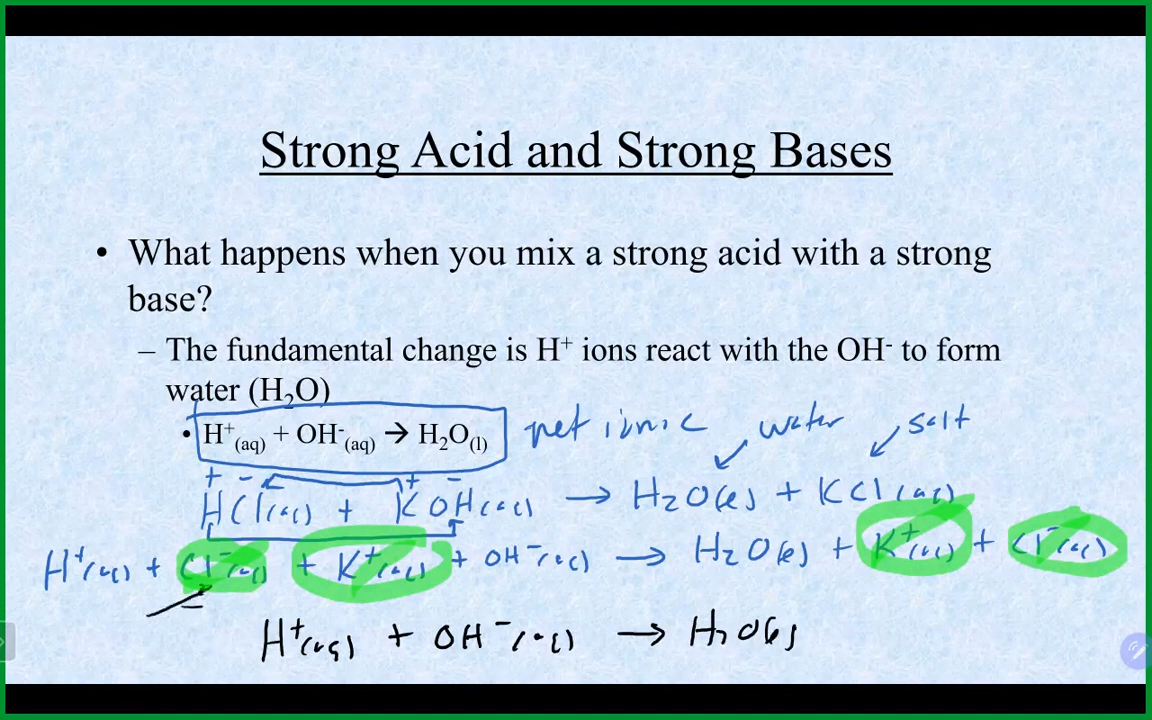 Strong Acid and Strong Bases
• What happens when you mix a strong acid with a strong
base?
– The fundamental change is H⁺ ions react with the OH⁻ to form
water (H₂O)
• H⁺(aq) + OH⁻(aq) → H₂O(l) net ionic water salt
+ - + -
HCl(aq) + KOH(aq) → H₂O(l) + KCl(aq)
H⁺(aq) + Cl⁻(aq) + K⁺(aq) + OH⁻(aq) → H₂O(l) + K⁺(aq) + Cl⁻(aq)
H⁺(aq) + OH⁻(aq) → H₂O(l)